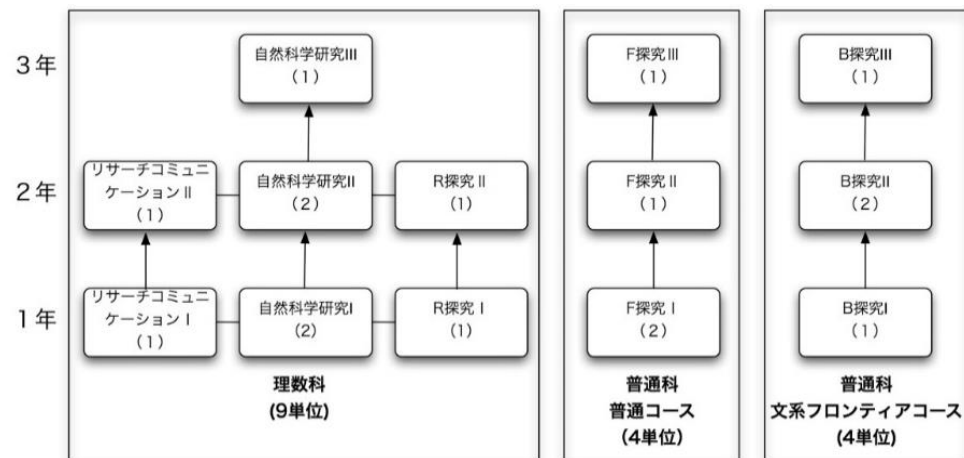 3年
自然科学研究III
(1)
F探究Ⅲ
(1)
B探究III
(1)
2年
リサーチコミュニ
ケーションⅡ
(1)
自然科学研究II
(2)
R探究Ⅱ
(1)
F探究Ⅱ
(1)
B探究II
(2)
1年
リサーチコミュニ
ケーションⅠ
(1)
自然科学研究I
(2)
R探究Ⅰ
(1)
F探究Ⅰ
(2)
B探究I
(1)
理数科
(9単位)
普通科
普通コース
(4単位)
普通科
文系フロンティアコース
(4単位)